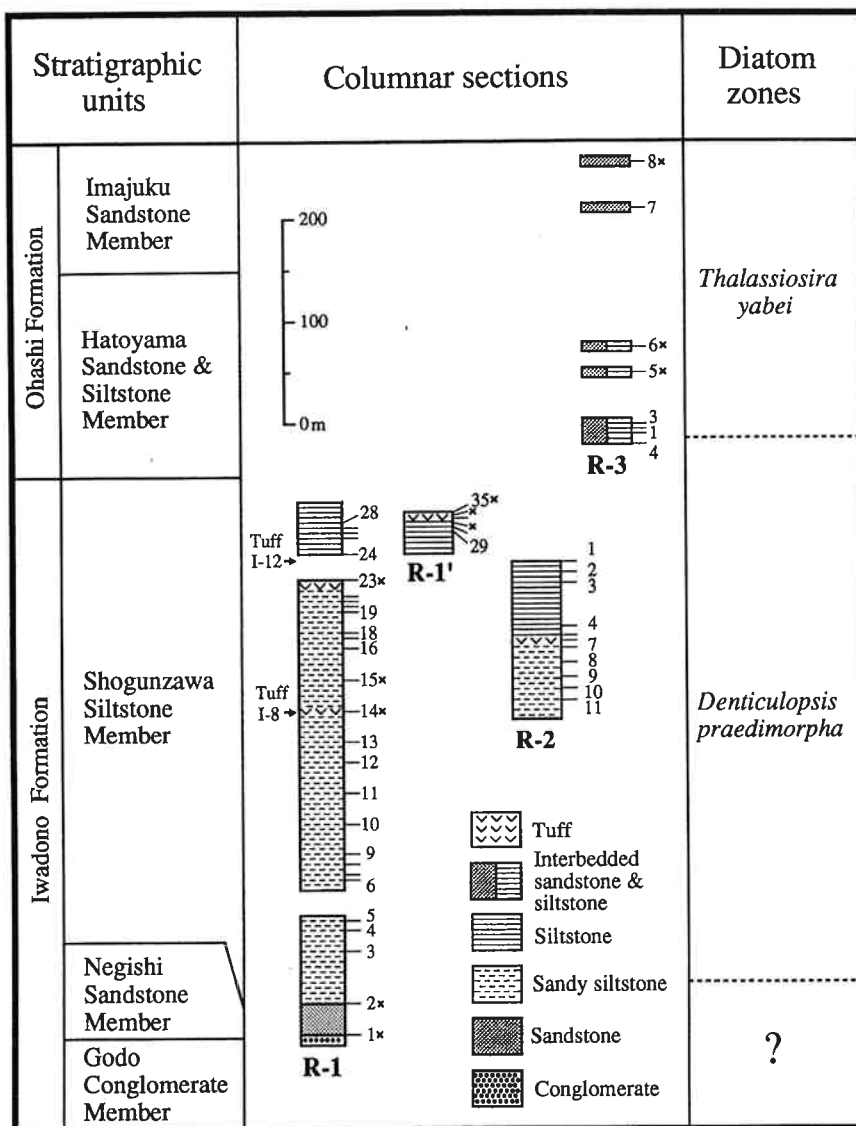 Stratigraphic
units
Columnar sections
Diatom
zones
Ohashi Formation
Imajuku
Sandstone
Member
Hatoyama
Sandstone &
Siltstone
Member
Iwadono Formation
Shogunzawa
Siltstone
Member
Negishi
Sandstone
Member
Godo
Conglomerate
Member
200
100
0 m
8×
7
6×
5×
3
1
4
R-3
28
24
Tuff
I-12→
23×
19
18
16
15×
Tuff
I-8→
14×
13
12
11
10
9
6
5
4
3
2×
1×
R-1
35×
×
×
29
R-1'
1
2
3
4
7
8
9
10
11
R-2
Tuff
Interbedded
sandstone &
siltstone
Siltstone
Sandy siltstone
Sandstone
Conglomerate
Thalassiosira
yabei
Denticulopsis
praedimorpha
?